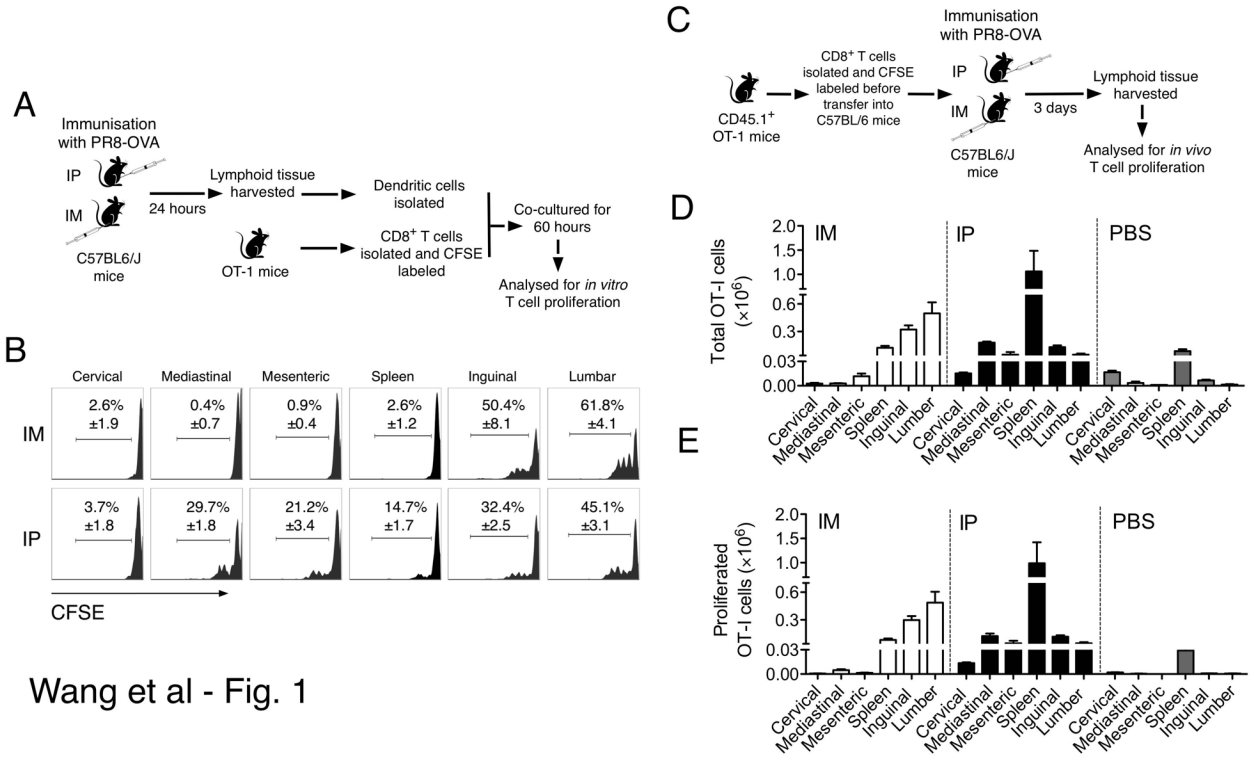 A
Immunisation
with PR8-OVA
IP
IM
C57BL6/J
mice
24 hours
Lymphoid tissue
harvested
OT-1 mice
Dendritic cells
isolated
CD8+ T cells
isolated and CFSE
labeled
Co-cultured for
60 hours
Analysed for in vitro
T cell proliferation
B
Cervical Mediastinal Mesenteric Spleen Inguinal Lumbar
IM
2.6% 0.4% 0.9% 2.6% 50.4% 61.8%
±1.9 ±0.7 ±0.4 ±1.2 ±8.1 ±4.1
IP
3.7% 29.7% 21.2% 14.7% 32.4% 45.1%
±1.8 ±1.8 ±3.4 ±1.7 ±2.5 ±3.1
CFSE
Wang et al - Fig. 1
C
CD45.1+
OT-1 mice
CD8+ T cells
isolated and CFSE
labeled before
transfer into
C57BL/6 mice
Immunisation
with PR8-OVA
IP
IM
C57BL6/J
mice
3 days
Lymphoid tissue
harvested
Analysed for in vivo
T cell proliferation
D
Total OT-I cells
(×10⁶)
2.0
1.5
1.0
0.6
0.3
0.03
0.00
IM IP PBS
Cervical Mediastinal Mesenteric Spleen Inguinal Lumber Cervical Mediastinal Mesenteric Spleen Inguinal Lumber Cervical Mediastinal Mesenteric Spleen Inguinal Lumber
E
Proliferated
OT-I cells (×10⁶)
2.0
1.5
1.0
0.6
0.3
0.03
0.00
IM IP PBS
Cervical Mediastinal Mesenteric Spleen Inguinal Lumber Cervical Mediastinal Mesenteric Spleen Inguinal Lumber Cervical Mediastinal Mesenteric Spleen Inguinal Lumber